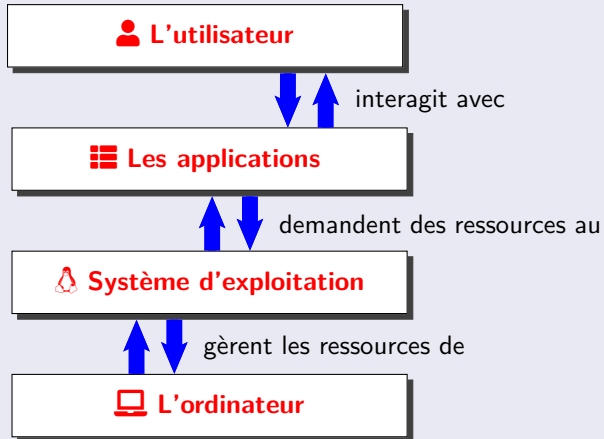 L'utilisateur
interagit avec
Les applications
demandent des ressources au
Système d'exploitation
gèrent les ressources de
L'ordinateur